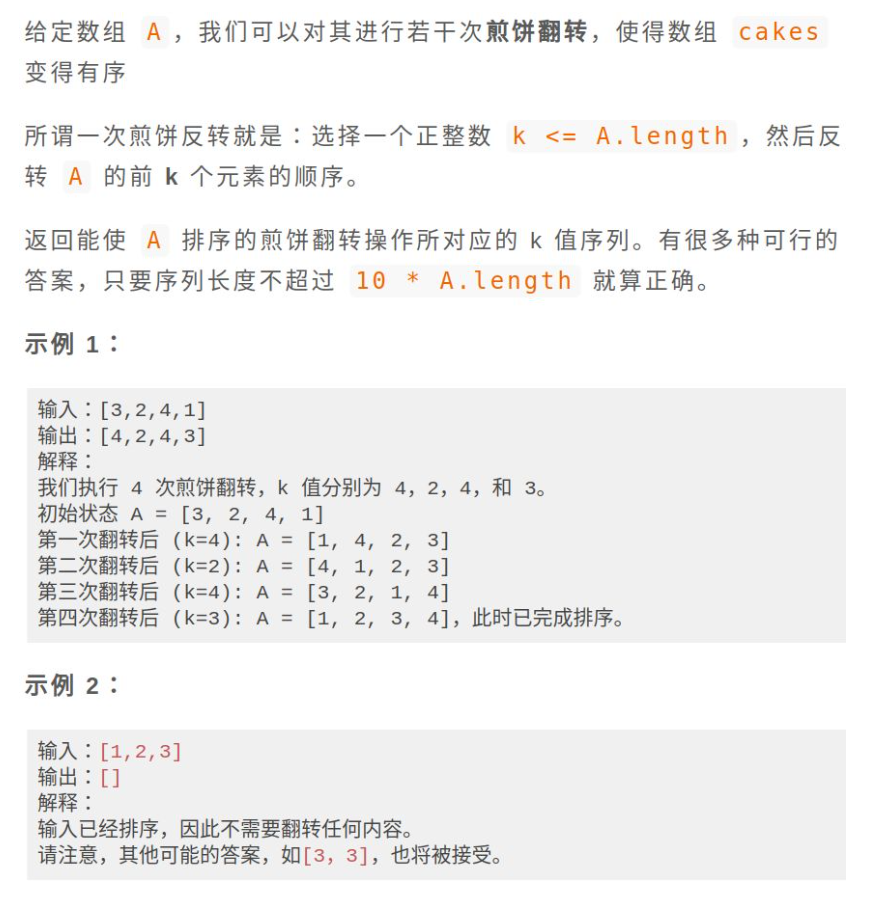 给定数组 A，我们可以对其进行若干次煎饼翻转，使得数组 cakes
变得有序
所谓一次煎饼反转就是：选择一个正整数 k <= A.length，然后反
转 A 的前 k 个元素的顺序。
返回能使 A 排序的煎饼翻转操作所对应的 k 值序列。有很多种可行的
答案，只要序列长度不超过 10 * A.length 就算正确。
示例 1：
输入：[3,2,4,1]
输出：[4,2,4,3]
解释：
我们执行 4 次煎饼翻转，k 值分别为 4，2，4，和 3。
初始状态 A = [3, 2, 4, 1]
第一次翻转后 (k=4): A = [1, 4, 2, 3]
第二次翻转后 (k=2): A = [4, 1, 2, 3]
第三次翻转后 (k=4): A = [3, 2, 1, 4]
第四次翻转后 (k=3): A = [1, 2, 3, 4]，此时已完成排序。
示例 2：
输入：[1,2,3]
输出：[]
解释：
输入已经排序，因此不需要翻转任何内容。
请注意，其他可能的答案，如[3，3]，也将被接受。